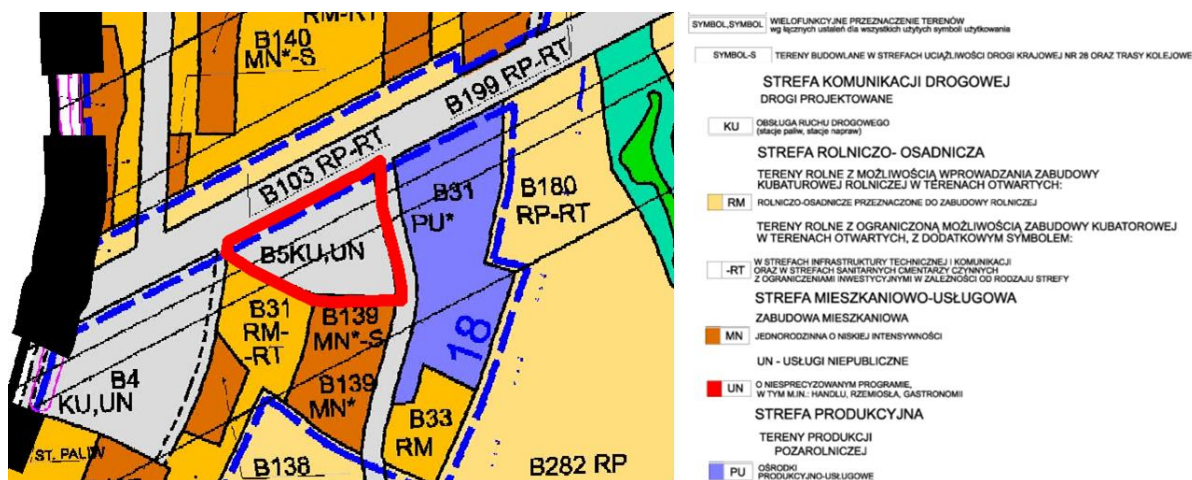 RM-RT
B140
MN*-S
B199 RP-RT
B103 RP-RT
B31
PU*
B180
RP-RT
B5KU,UN
B31
RM-
-RT
B139
MN*-S
18
B4
KU,UN
B139
MN*
B33
RM
ST. PALIW
B138
B282 RP
SYMBOL,SYMBOL
WIELOFUNKCYJNE PRZEZNACZENIE TERENÓW
wg łącznych ustaleń dla wszystkich użytych symboli użytkowania
SYMBOL-S
TERENY BUDOWLANE W STREFACH UCIĄŻLIWOŚCI DROGI KRAJOWEJ NR 28 ORAZ TRASY KOLEJOWEJ
STREFA KOMUNIKACJI DROGOWEJ
DROGI PROJEKTOWANE
KU
OBSŁUGA RUCHU DROGOWEGO
(stacje paliw, stacje napraw)
STREFA ROLNICZO- OSADNICZA
TERENY ROLNE Z MOŻLIWOŚCIĄ WPROWADZANIA ZABUDOWY
KUBATUROWEJ ROLNICZEJ W TERENACH OTWARTYCH:
RM
ROLNICZO-OSADNICZE PRZEZNACZONE DO ZABUDOWY ROLNICZEJ
TERENY ROLNE Z OGRANICZONĄ MOŻLIWOŚCIĄ ZABUDOWY KUBATOROWEJ
W TERENACH OTWARTYCH, Z DODATKOWYM SYMBOLEM:
-RT
W STREFACH INFRASTRUKTURY TECHNICZNEJ I KOMUNIKACJI
ORAZ W STREFACH SANITARNYCH CMENTARZY CZYNNYCH
Z OGRANICZENIAMI INWESTYCYJNYMI W ZALEŻNOŚCI OD RODZAJU STREFY
STREFA MIESZKANIOWO-USŁUGOWA
ZABUDOWA MIESZKANIOWA
MN
JEDNORODZINNA O NISKIEJ INTENSYWNOŚCI
UN - USŁUGI NIEPUBLICZNE
UN
O NIESPRECYZOWANYM PROGRAMIE,
W TYM M.IN.: HANDLU, RZEMIOSŁA, GASTRONOMII
STREFA PRODUKCYJNA
TERENY PRODUKCJI
POZAROLNICZEJ
PU
OŚRODKI
PRODUKCYJNO-USŁUGOWE